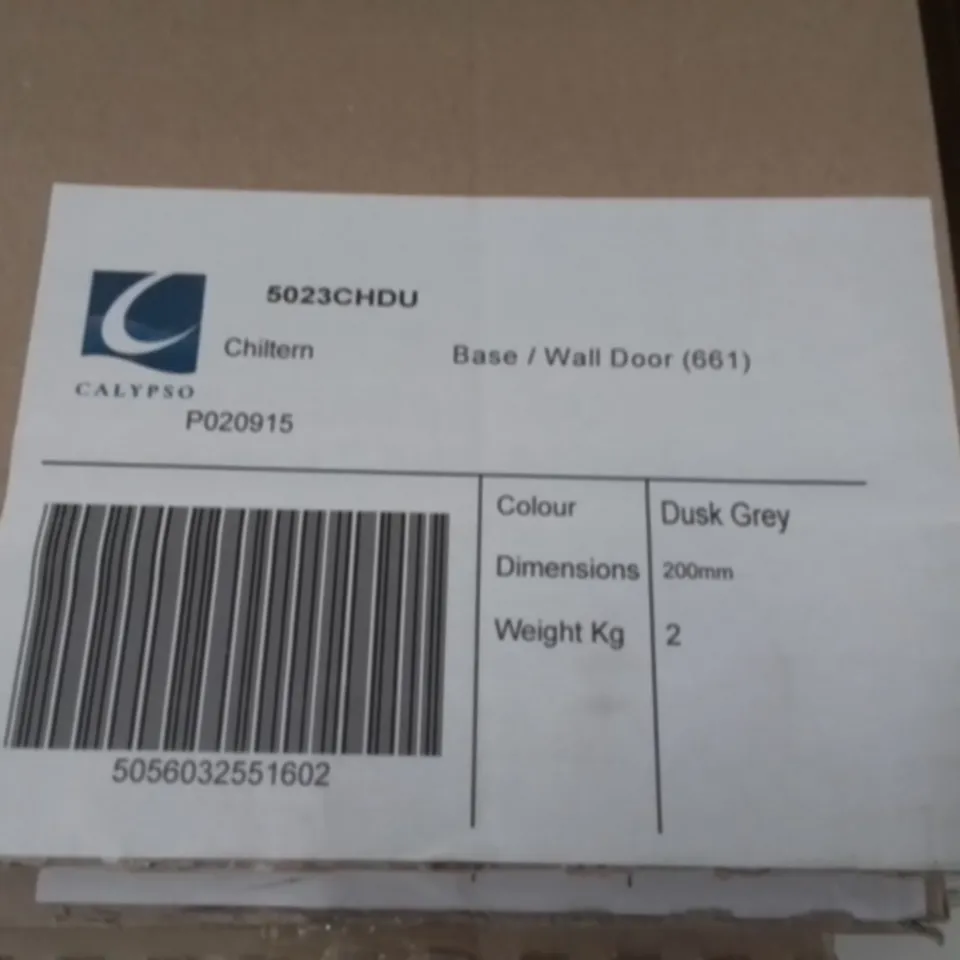 5023CHDU
Chiltern Base / Wall Door (661)
CALYPSO
P020915
Colour Dusk Grey
Dimensions 200mm
Weight Kg 2
5056032551602